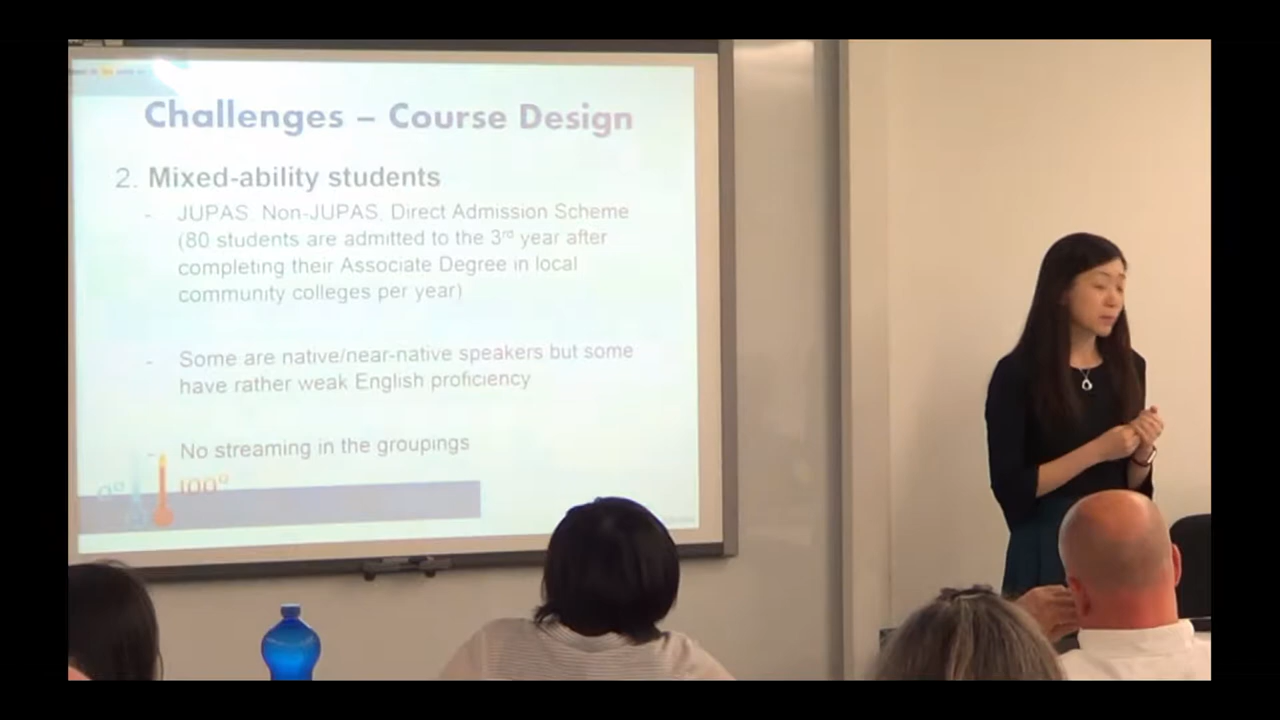 Challenges – Course Design
2. Mixed-ability students
- JUPAS, Non-JUPAS, Direct Admission Scheme
(80 students are admitted to the 3rd year after
completing their Associate Degree in local
community colleges per year)
- Some are native/near-native speakers but some
have rather weak English proficiency
- No streaming in the groupings
0° 100°